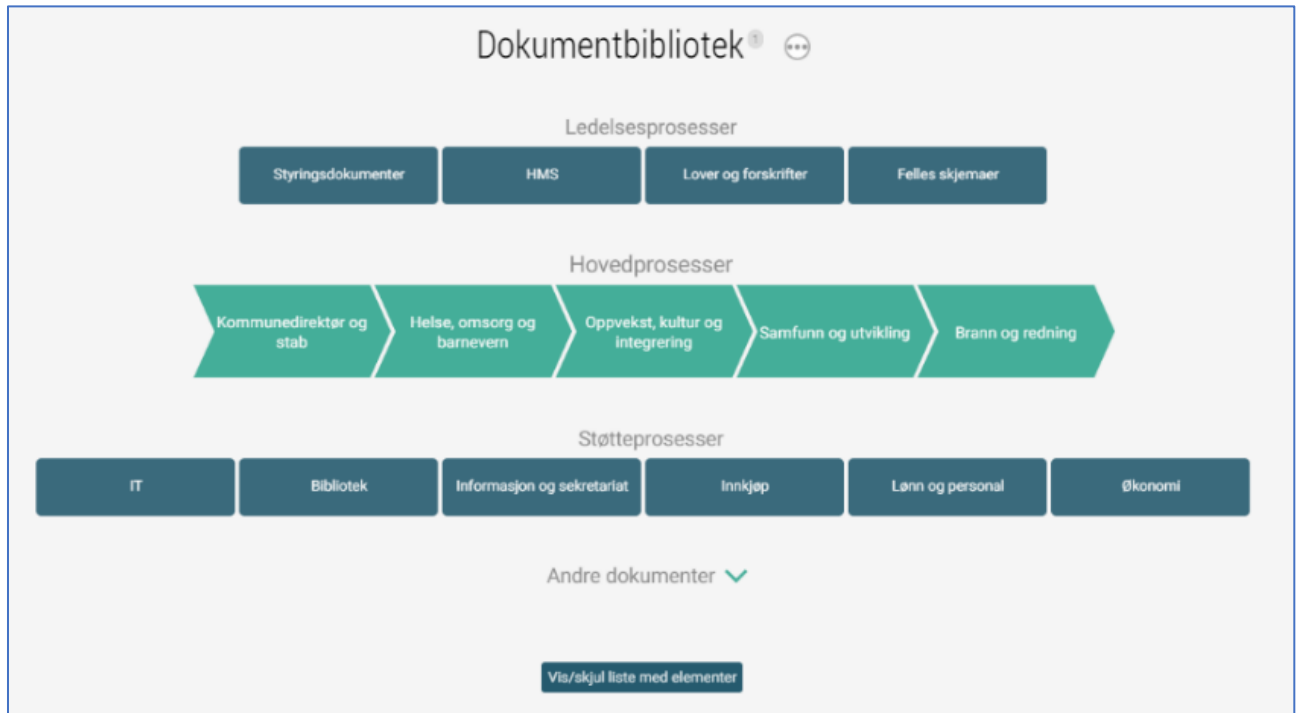 Dokumentbibliotek 1
Ledelsesprosesser
Styringsdokumenter
HMS
Lover og forskrifter
Felles skjemaer
Hovedprosesser
Kommunedirektør og
stab
Helse, omsorg og
barnevern
Oppvekst, kultur og
integrering
Samfunn og utvikling
Brann og redning
Støtteprosesser
IT
Bibliotek
Informasjon og sekretariat
Innkjøp
Lønn og personal
Økonomi
Andre dokumenter
Vis/skjul liste med elementer